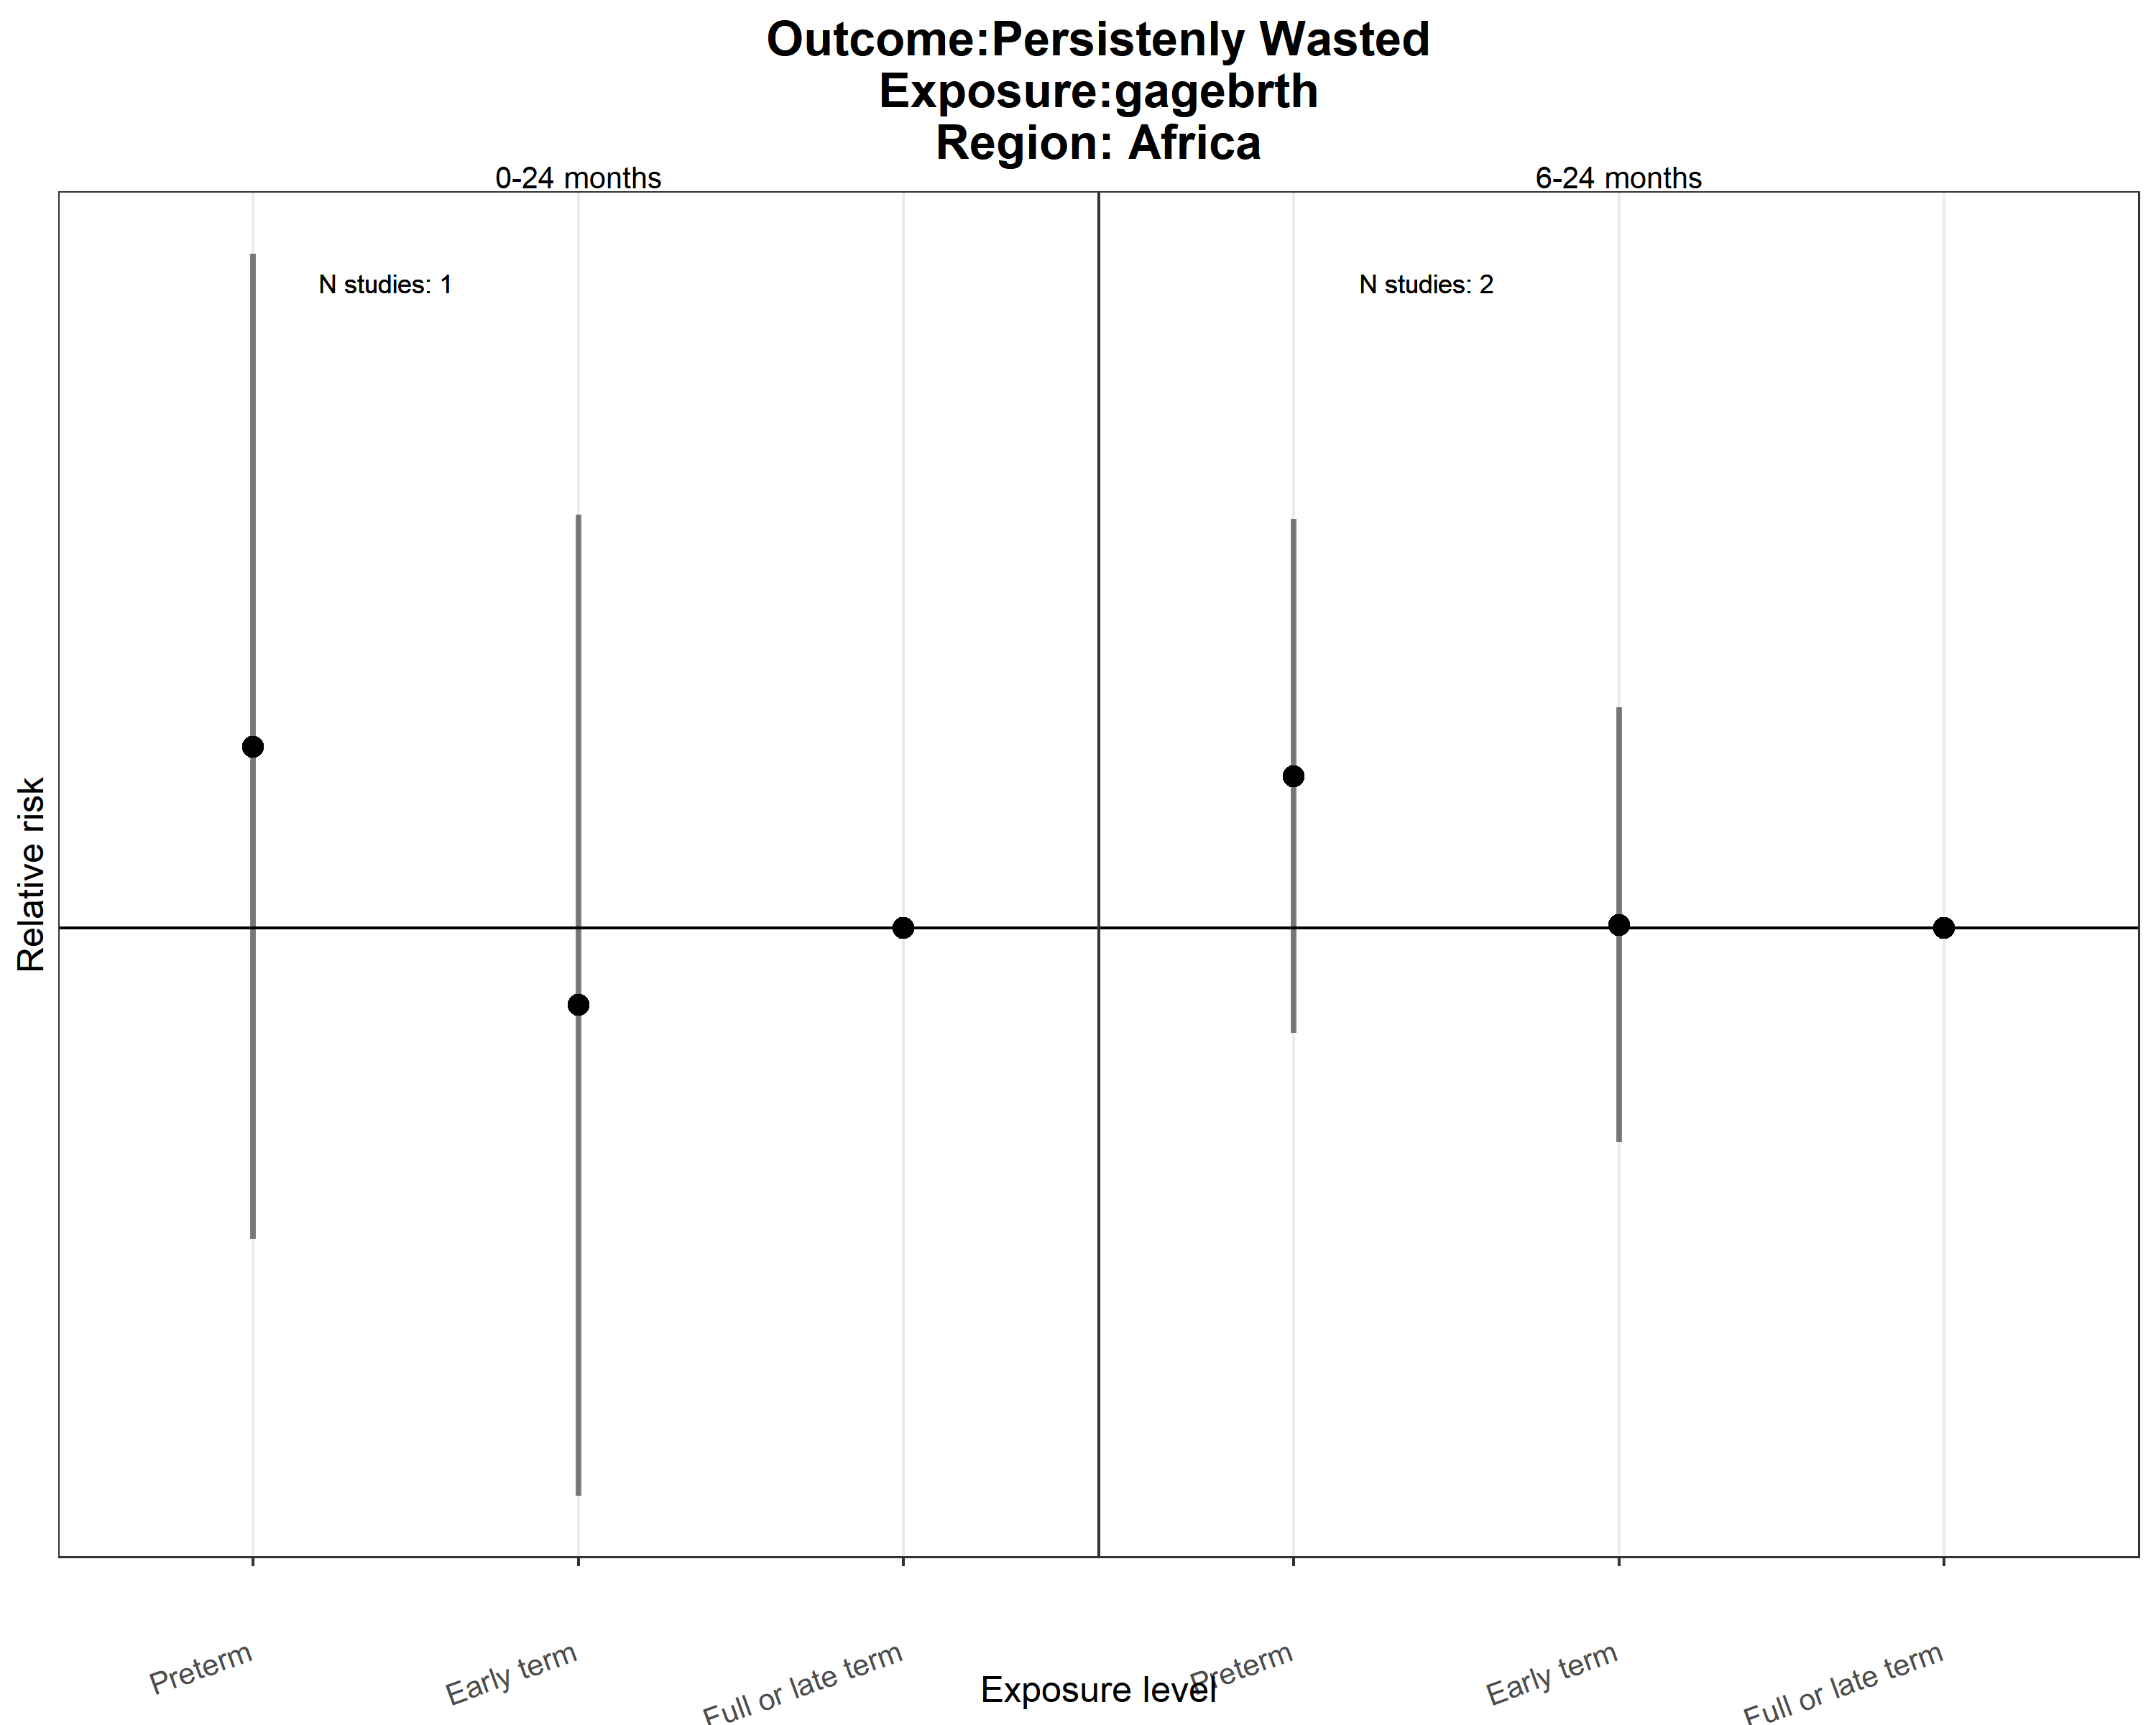 Outcome:Persistenly Wasted
Exposure:gagebrth
Region: Africa
0-24 months
6-24 months
N studies: 1
N studies: 2
Relative risk
Preterm
Early term
Full or late term
Preterm
Early term
Full or late term
Exposure level